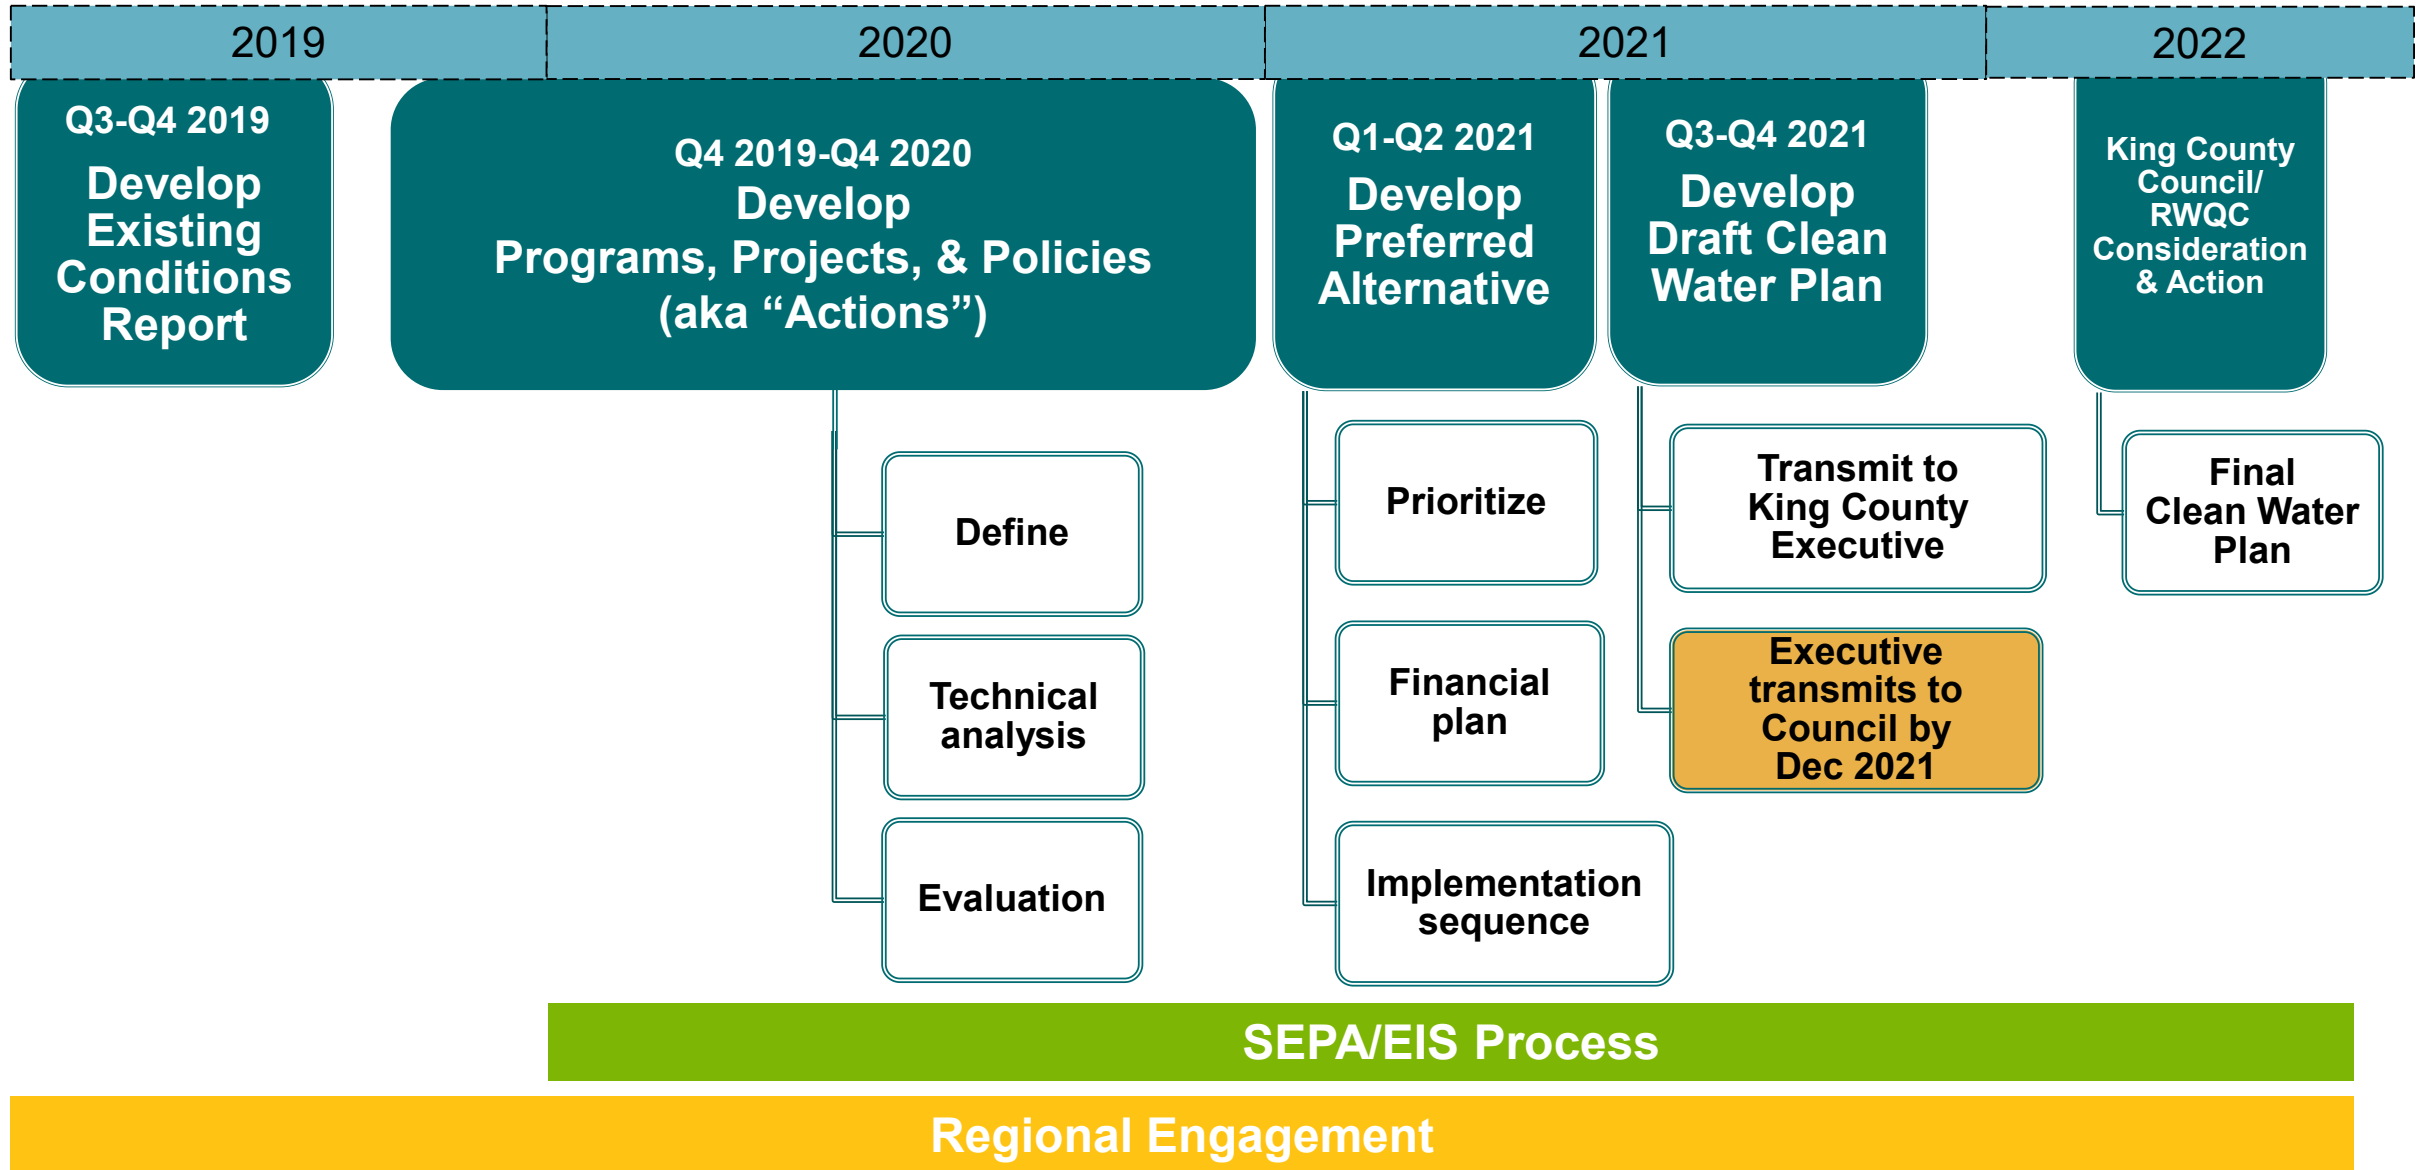 2019
2020
2021
2022
Q3-Q4 2019
Develop
Existing
Conditions
Report
Q4 2019-Q4 2020
Develop
Programs, Projects, & Policies
(aka “Actions”)
Define
Technical
analysis
Evaluation
Q1-Q2 2021
Develop
Preferred
Alternative
Prioritize
Financial
plan
Implementation
sequence
Q3-Q4 2021
Develop
Draft Clean
Water Plan
Transmit to
King County
Executive
Executive
transmits to
Council by
Dec 2021
King County
Council/
RWQC
Consideration
& Action
Final
Clean Water
Plan
SEPA/EIS Process
Regional Engagement